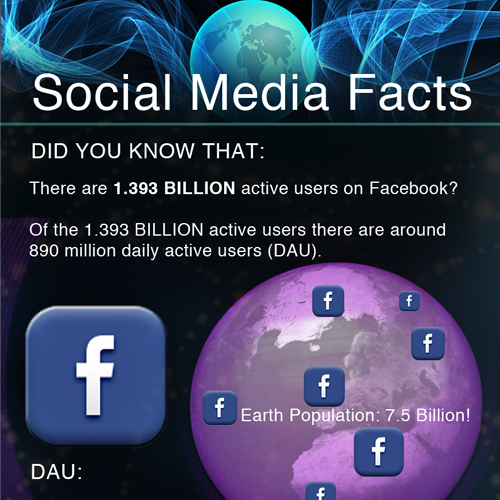 Social Media Facts
DID YOU KNOW THAT:
There are 1.393 BILLION active users on Facebook?
Of the 1.393 BILLION active users there are around
890 million daily active users (DAU).
f
f
f
f
f
f
Earth Population: 7.5 Billion!
f
DAU:
f